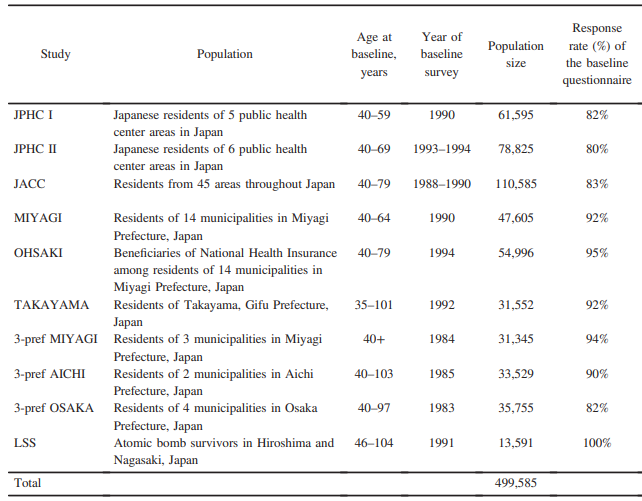 Study Population Age at baseline, years Year of baseline survey Population size Response rate (%) of the baseline questionnaire
JPHC I Japanese residents of 5 public health 40–59 1990 61,595 82%
center areas in Japan
JPHC II Japanese residents of 6 public health 40–69 1993–1994 78,825 80%
center areas in Japan
JACC Residents from 45 areas throughout Japan 40–79 1988–1990 110,585 83%
MIYAGI Residents of 14 municipalities in Miyagi 40–64 1990 47,605 92%
Prefecture, Japan
OHSAKI Beneficiaries of National Health Insurance 40–79 1994 54,996 95%
among residents of 14 municipalities in
Miyagi Prefecture, Japan
TAKAYAMA Residents of Takayama, Gifu Prefecture, 35–101 1992 31,552 92%
Japan
3-pref MIYAGI Residents of 3 municipalities in Miyagi 40+ 1984 31,345 94%
Prefecture, Japan
3-pref AICHI Residents of 2 municipalities in Aichi 40–103 1985 33,529 90%
Prefecture, Japan
3-pref OSAKA Residents of 4 municipalities in Osaka 40–97 1983 35,755 82%
Prefecture, Japan
LSS Atomic bomb survivors in Hiroshima and 46–104 1991 13,591 100%
Nagasaki, Japan
Total 499,585